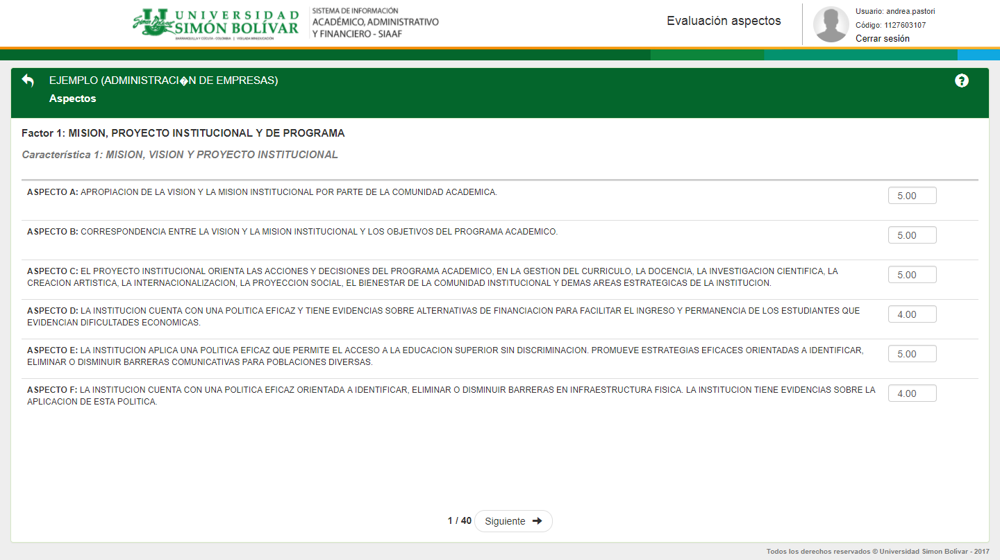 UNIVERSIDAD
SIMÓN BOLÍVAR
BARRANQUILLA Y CÚCUTA - COLOMBIA | VIGILADA MINEDUCACIÓN
SISTEMA DE INFORMACIÓN
ACADÉMICO, ADMINISTRATIVO
Y FINANCIERO - SIAAF
Evaluación aspectos
Usuario: andrea.pastori
Código: 1127603107
Cerrar sesión
EJEMPLO (ADMINISTRACI�N DE EMPRESAS)
?
Aspectos
Factor 1: MISION, PROYECTO INSTITUCIONAL Y DE PROGRAMA
Característica 1: MISION, VISION Y PROYECTO INSTITUCIONAL
ASPECTO A: APROPIACION DE LA VISION Y LA MISION INSTITUCIONAL POR PARTE DE LA COMUNIDAD ACADEMICA.
5.00
ASPECTO B: CORRESPONDENCIA ENTRE LA VISION Y LA MISION INSTITUCIONAL Y LOS OBJETIVOS DEL PROGRAMA ACADEMICO.
5.00
ASPECTO C: EL PROYECTO INSTITUCIONAL ORIENTA LAS ACCIONES Y DECISIONES DEL PROGRAMA ACADEMICO, EN LA GESTION DEL CURRICULO, LA DOCENCIA, LA INVESTIGACION CIENTIFICA, LA
CREACION ARTISTICA, LA INTERNACIONALIZACION, LA PROYECCION SOCIAL, EL BIENESTAR DE LA COMUNIDAD INSTITUCIONAL Y DEMAS AREAS ESTRATEGICAS DE LA INSTITUCION.
5.00
ASPECTO D: LA INSTITUCION CUENTA CON UNA POLITICA EFICAZ Y TIENE EVIDENCIAS SOBRE ALTERNATIVAS DE FINANCIACION PARA FACILITAR EL INGRESO Y PERMANENCIA DE LOS ESTUDIANTES QUE
EVIDENCIAN DIFICULTADES ECONOMICAS.
4.00
ASPECTO E: LA INSTITUCION APLICA UNA POLITICA EFICAZ QUE PERMITE EL ACCESO A LA EDUCACION SUPERIOR SIN DISCRIMINACION. PROMUEVE ESTRATEGIAS EFICACES ORIENTADAS A IDENTIFICAR,
ELIMINAR O DISMINUIR BARRERAS COMUNICATIVAS PARA POBLACIONES DIVERSAS.
5.00
ASPECTO F: LA INSTITUCION CUENTA CON UNA POLITICA EFICAZ ORIENTADA A IDENTIFICAR, ELIMINAR O DISMINUIR BARRERAS EN INFRAESTRUCTURA FISICA. LA INSTITUCION TIENE EVIDENCIAS SOBRE LA
APLICACION DE ESTA POLITICA.
4.00
1 / 40 Siguiente
Todos los derechos reservados © Universidad Simon Bolivar - 2017